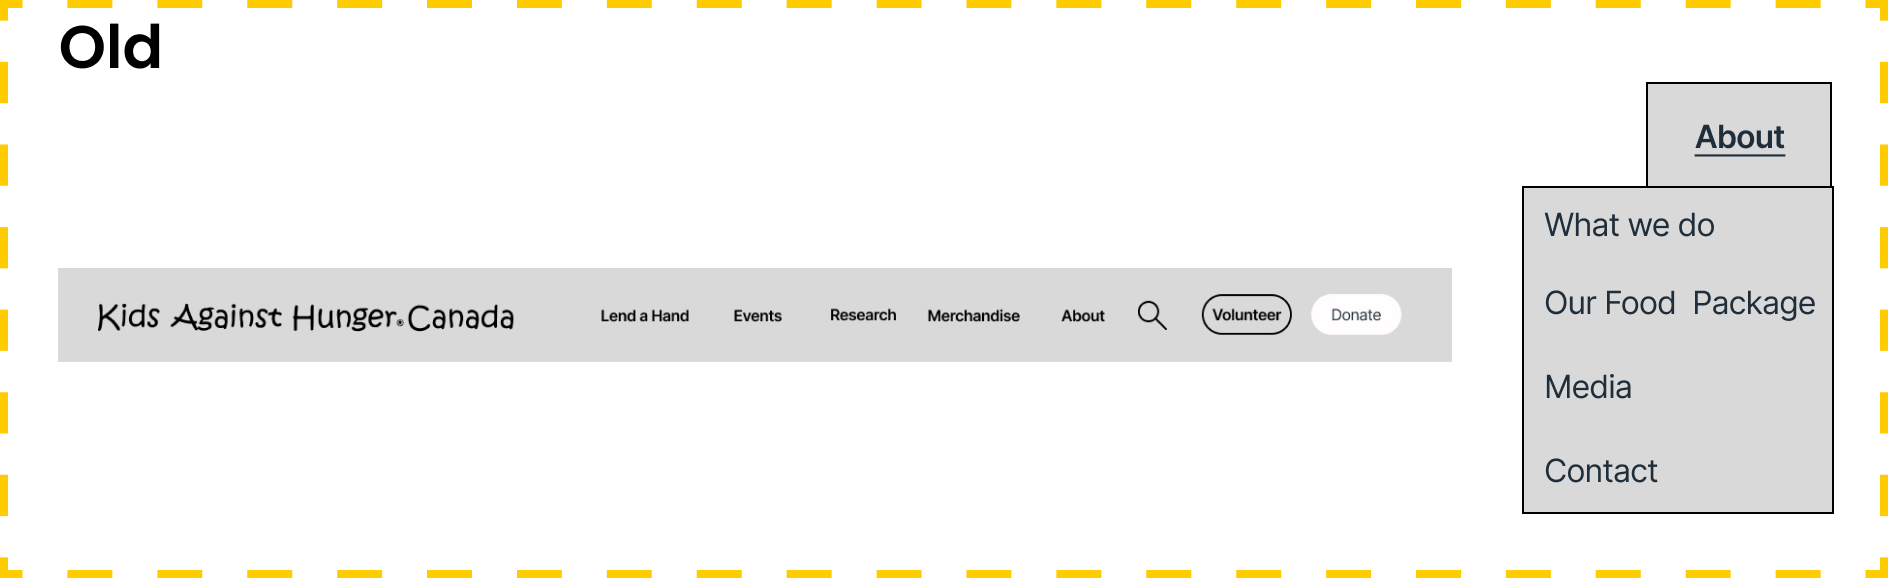 Old
About
What we do
Our Food  Package
Media
Contact
Kids Against Hunger® Canada
Lend a Hand
Events
Research
Merchandise
About
Volunteer
Donate